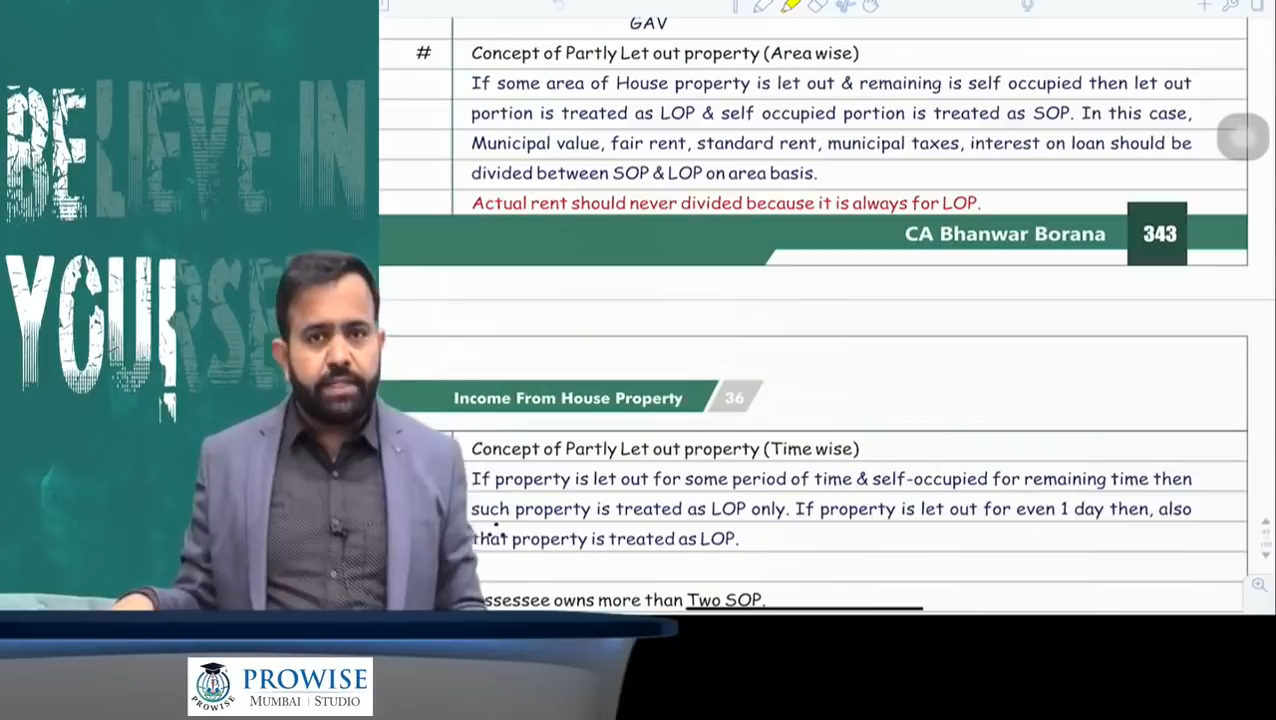 BELIEVE IN
YOU!RSE
GAV
# Concept of Partly Let out property (Area wise)
If some area of House property is let out & remaining is self occupied then let out
portion is treated as LOP & self occupied portion is treated as SOP. In this case,
Municipal value, fair rent, standard rent, municipal taxes, interest on loan should be
divided between SOP & LOP on area basis.
Actual rent should never divided because it is always for LOP.
CA Bhanwar Borana 343
Income From House Property 36
Concept of Partly Let out property (Time wise)
If property is let out for some period of time & self-occupied for remaining time then
such property is treated as LOP only. If property is let out for even 1 day then, also
that property is treated as LOP.
ssessee owns more than Two SOP.
PROWISE
PROWISE
MUMBAI | STUDIO